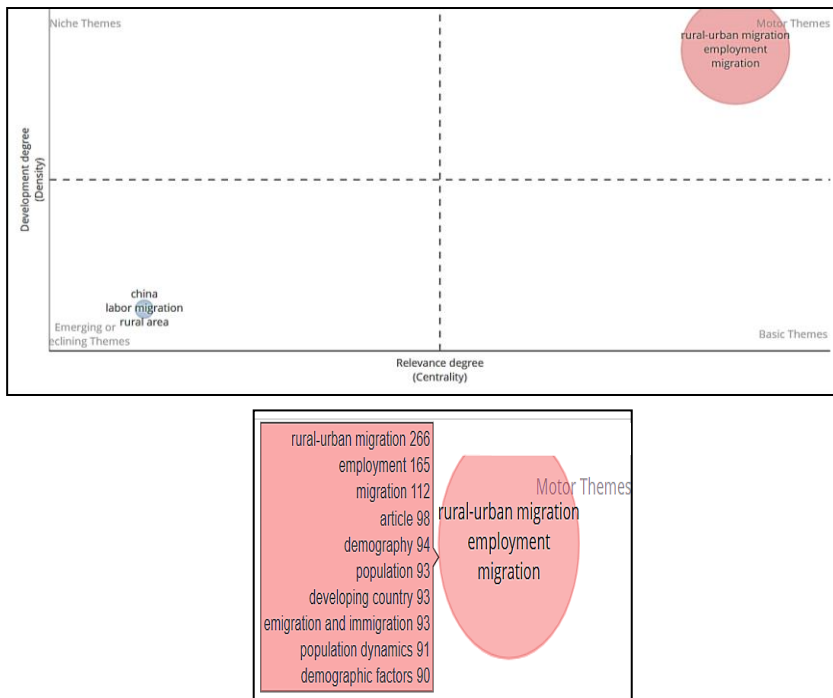 Niche Themes
Motor Themes
rural-urban migration
employment
migration
Development degree
(Density)
china
labor migration
rural area
Emerging or
eclining Themes
Basic Themes
Relevance degree
(Centrality)
rural-urban migration 266
employment 165
migration 112
article 98
demography 94
population 93
developing country 93
emigration and immigration 93
population dynamics 91
demographic factors 90
Motor Themes
rural-urban migration
employment
migration